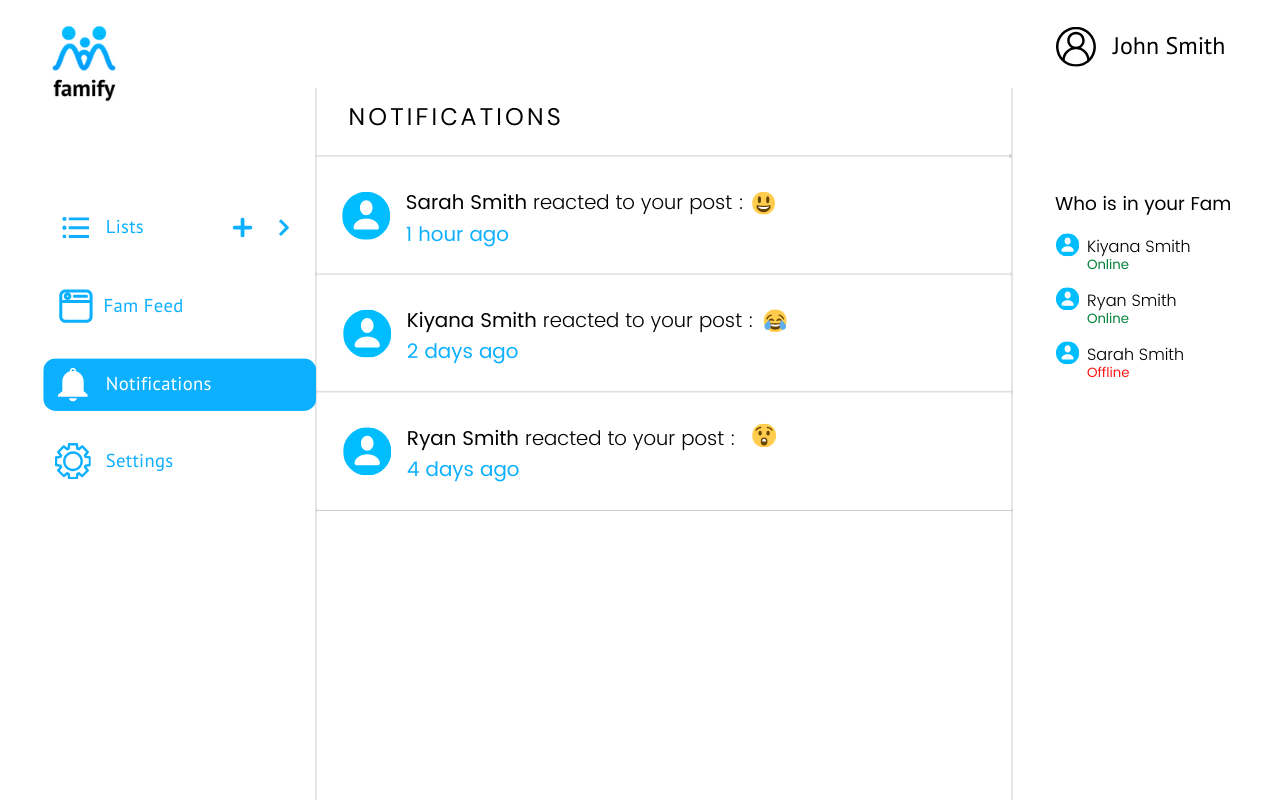 famify
John Smith
NOTIFICATIONS
Lists
Fam Feed
Notifications
Settings
Sarah Smith reacted to your post : 😃
1 hour ago
Kiyana Smith reacted to your post : 😂
2 days ago
Ryan Smith reacted to your post : 😲
4 days ago
Who is in your Fam
Kiyana Smith
Online
Ryan Smith
Online
Sarah Smith
Offline